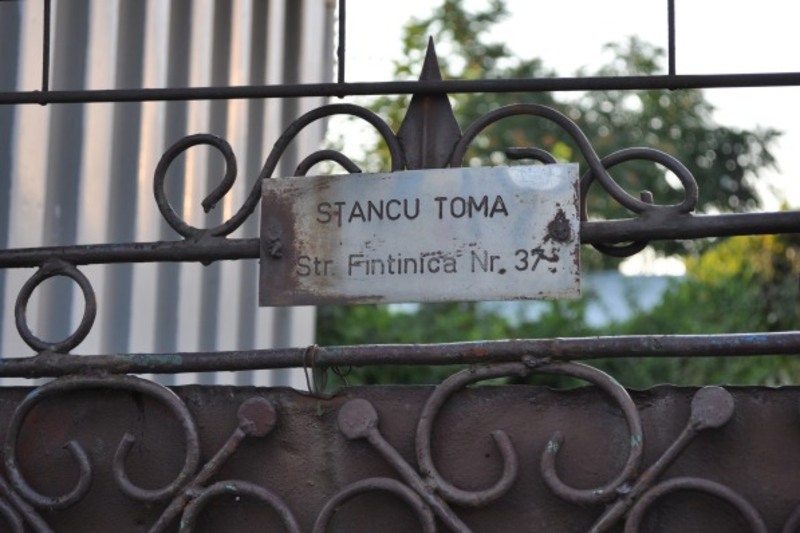 STANCU TOMA
Str. Fintinica Nr. 37